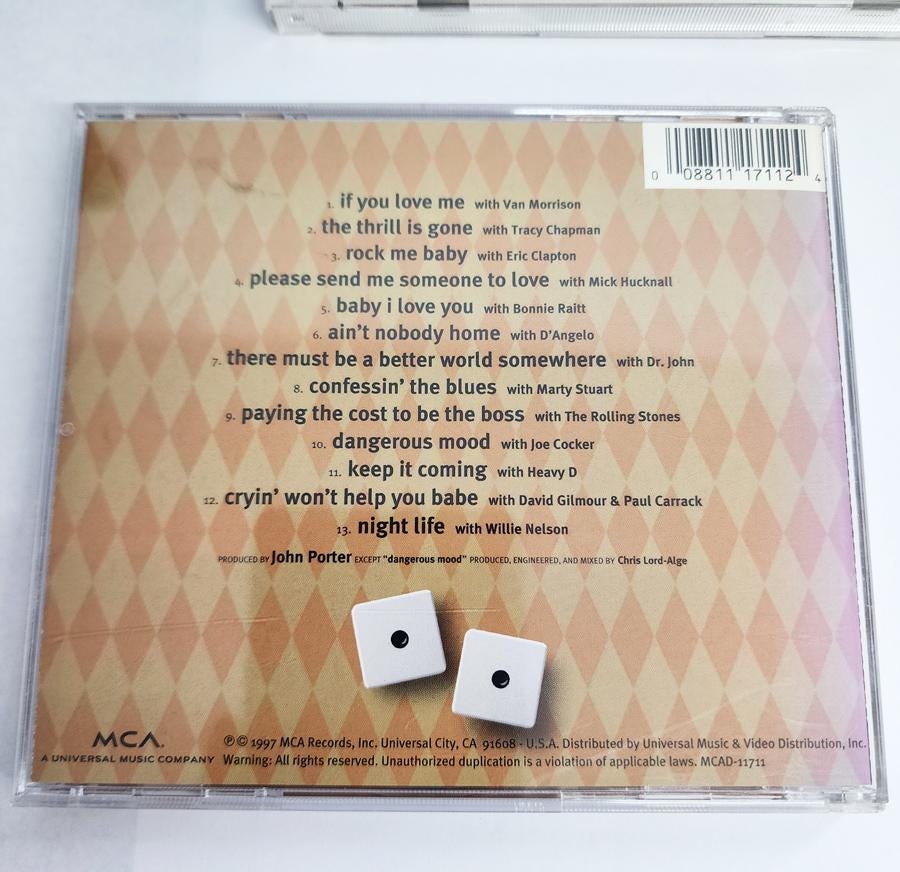 0 08811 17112 4
1. if you love me with Van Morrison
2. the thrill is gone with Tracy Chapman
3. rock me baby with Eric Clapton
4. please send me someone to love with Mick Hucknall
5. baby i love you with Bonnie Raitt
6. ain't nobody home with D'Angelo
7. there must be a better world somewhere with Dr. John
8. confessin' the blues with Marty Stuart
9. paying the cost to be the boss with The Rolling Stones
10. dangerous mood with Joe Cocker
11. keep it coming with Heavy D
12. cryin' won't help you babe with David Gilmour & Paul Carrack
13. night life with Willie Nelson
PRODUCED BY John Porter EXCEPT "dangerous mood" PRODUCED, ENGINEERED, AND MIXED BY Chris Lord-Alge
MCA.
A UNIVERSAL MUSIC COMPANY
℗ © 1997 MCA Records, Inc. Universal City, CA 91608 - U.S.A. Distributed by Universal Music & Video Distribution, Inc.
Warning: All rights reserved. Unauthorized duplication is a violation of applicable laws. MCAD-11711